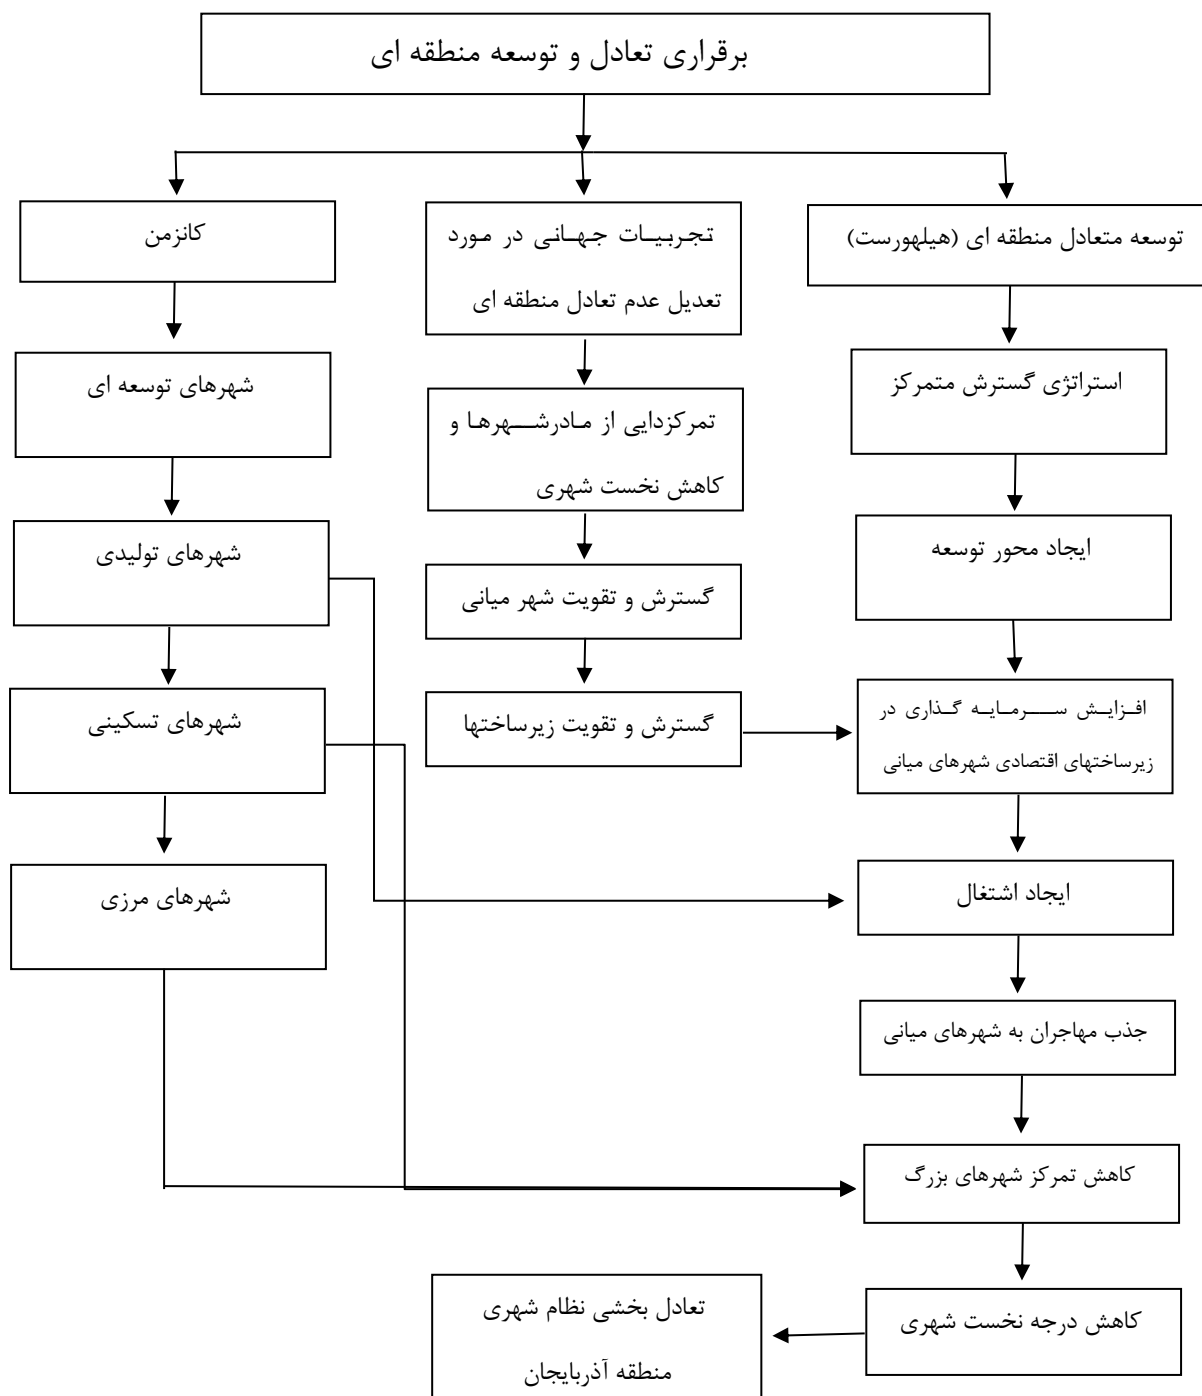 برقراری تعادل و توسعه منطقه ای
توسعه متعادل منطقه ای (هیلهورست)
استراتژی گسترش متمرکز
ایجاد محور توسعه
افزایش سرمایه گذاری در
زیرساختهای اقتصادی شهرهای میانی
ایجاد اشتغال
جذب مهاجران به شهرهای میانی
کاهش تمرکز شهرهای بزرگ
کاهش درجه نخست شهری
تجربیات جهانی در مورد
تعدیل عدم تعادل منطقه ای
تمرکزدایی از مادرشهرها و
کاهش نخست شهری
گسترش و تقویت شهر میانی
گسترش و تقویت زیرساختها
کانزمن
شهرهای توسعه ای
شهرهای تولیدی
شهرهای تسکینی
شهرهای مرزی
تعادل بخشی نظام شهری
منطقه آذربایجان